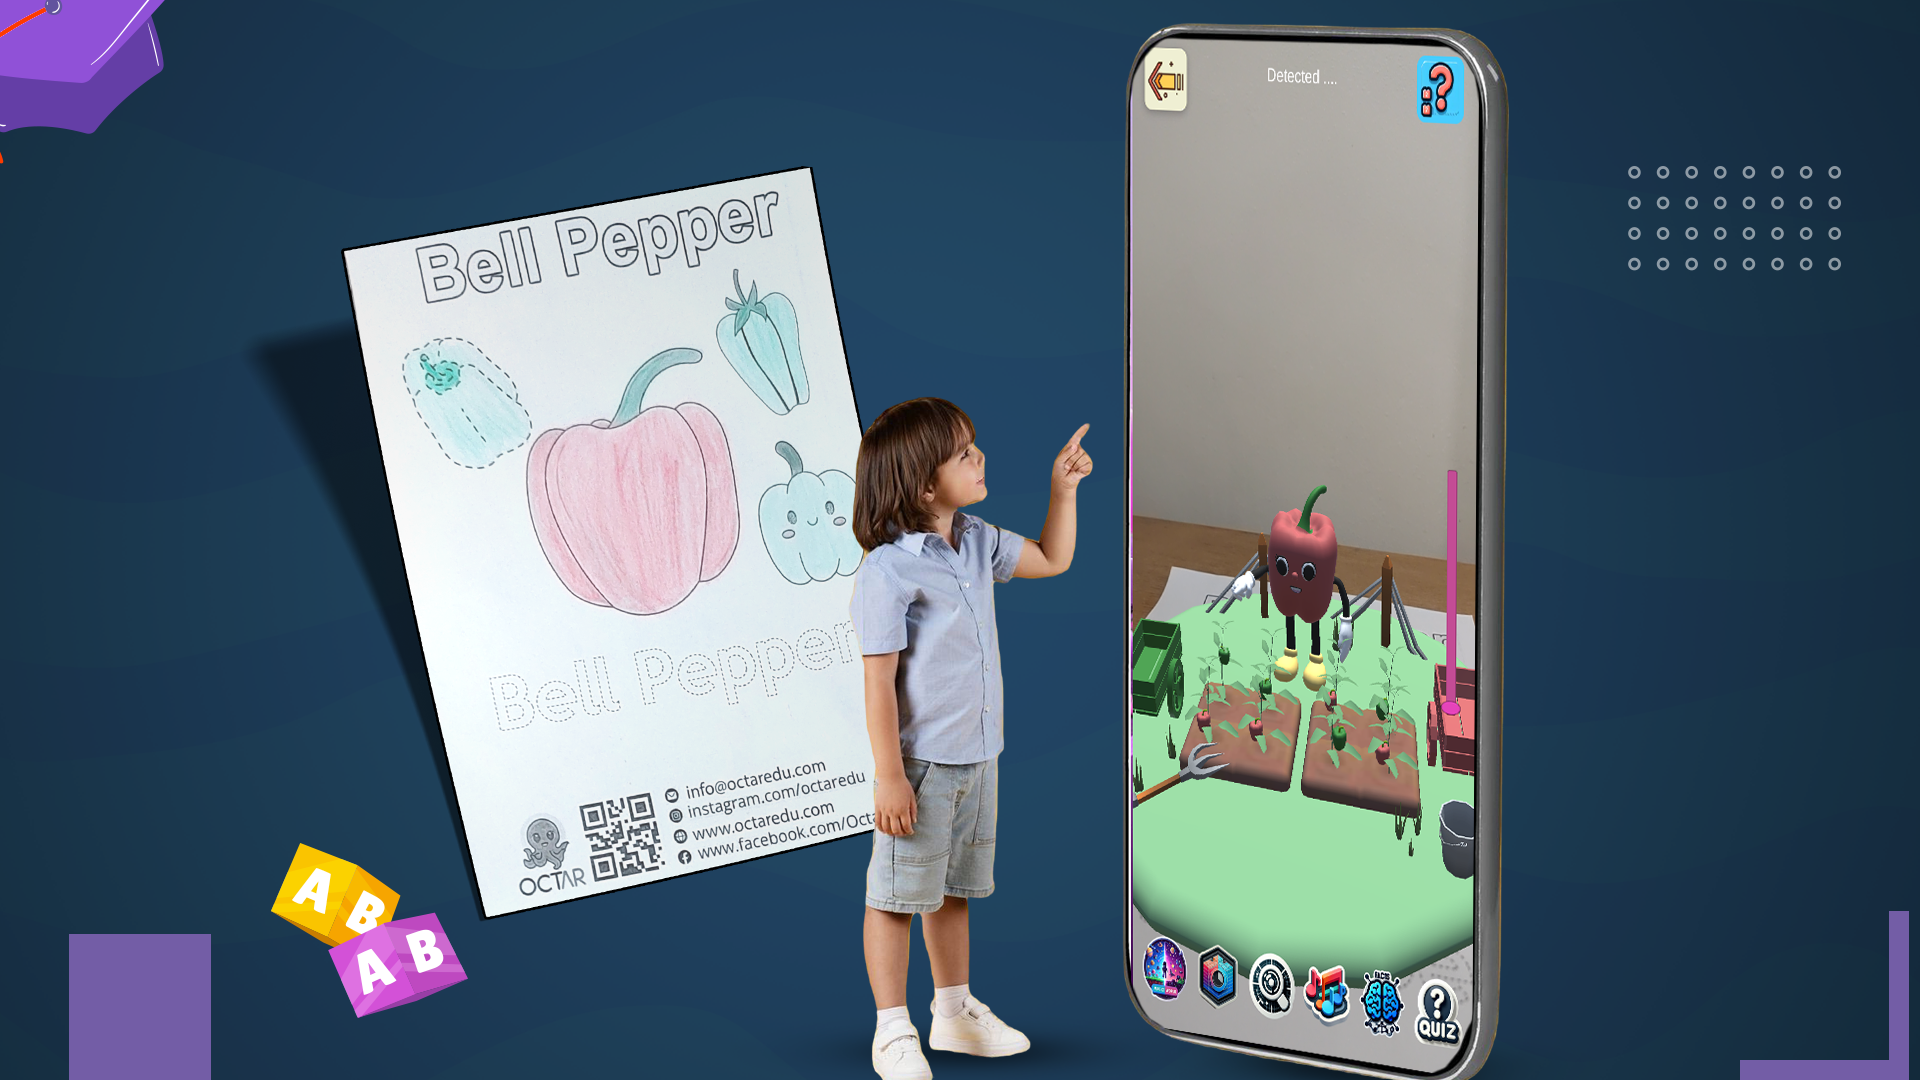 Bell Pepper
Bell Pepper
info@octaredu.com
instagram.com/octaredu
www.octaredu.com
www.facebook.com/Octa
OCTAR
A B
A B
Detected ....
FACTS
QUIZ